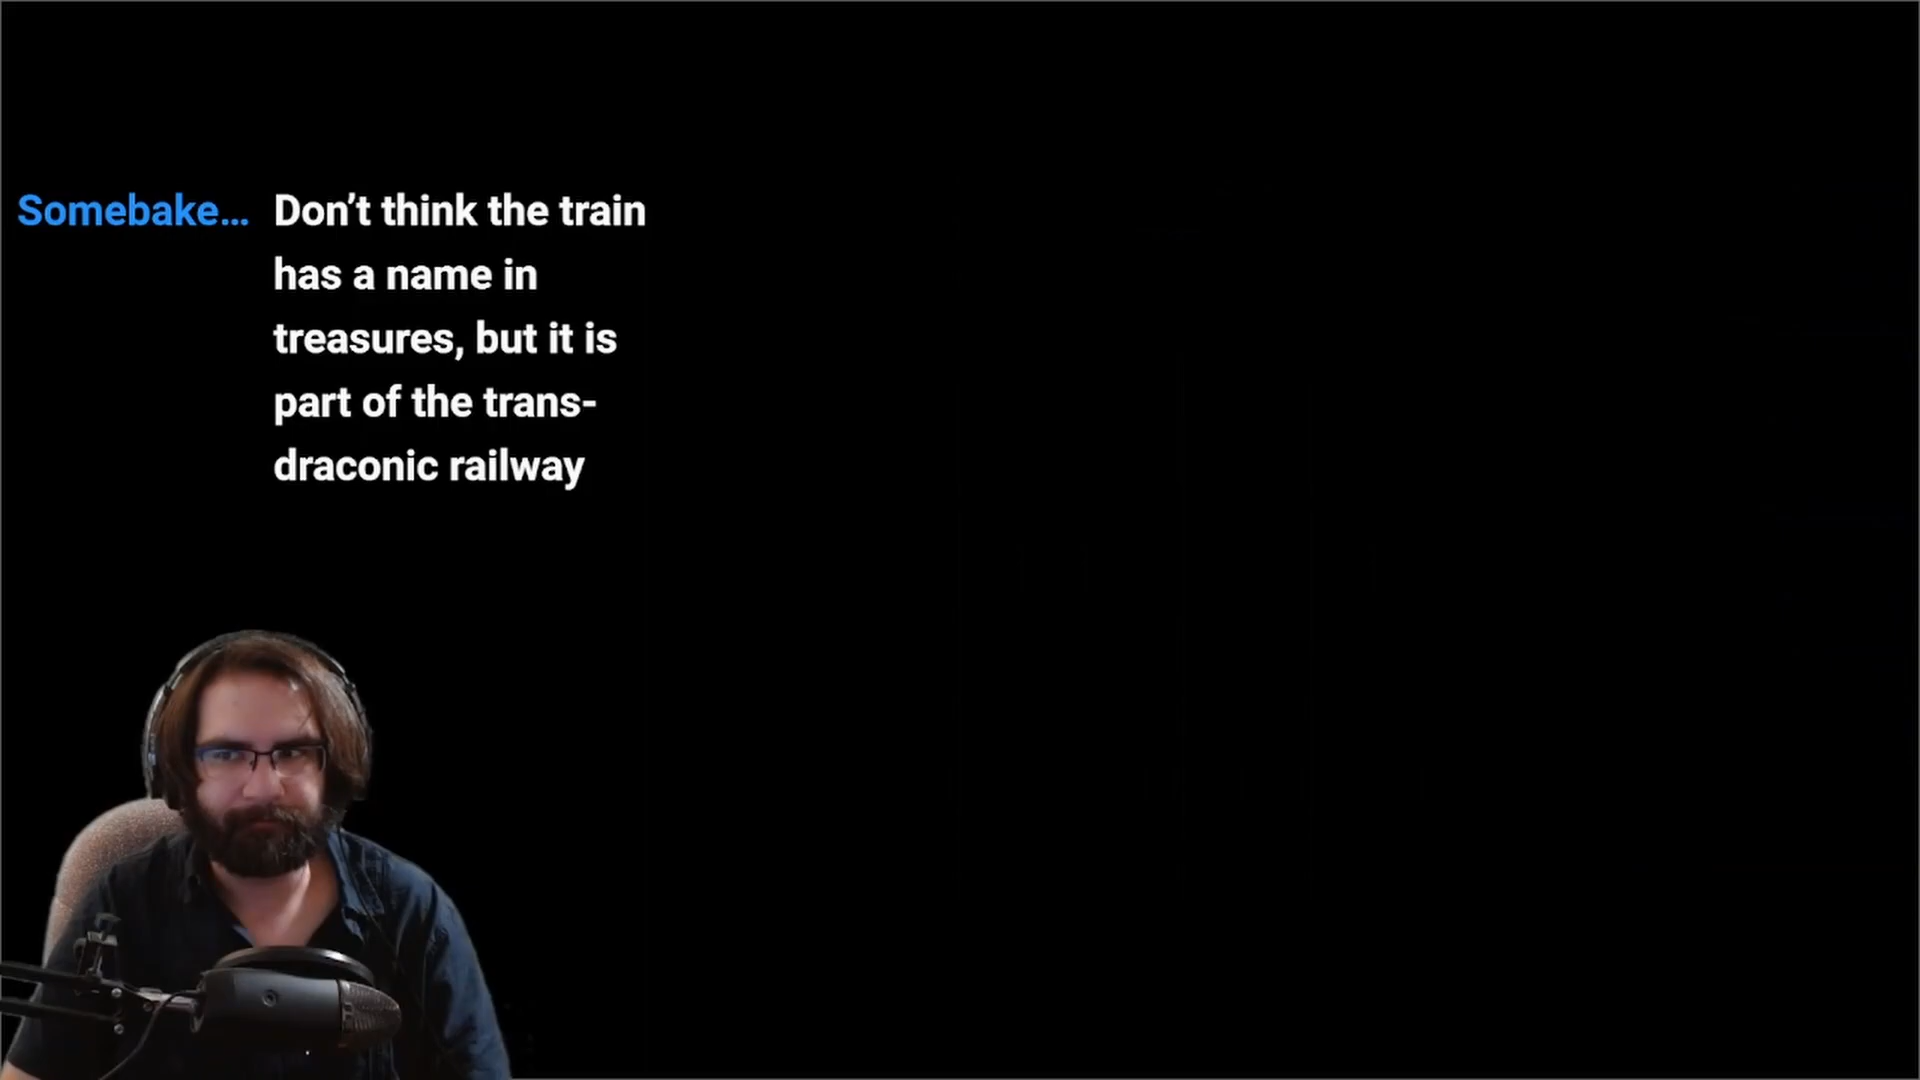 Somebake… Don’t think the train
has a name in
treasures, but it is
part of the trans-
draconic railway